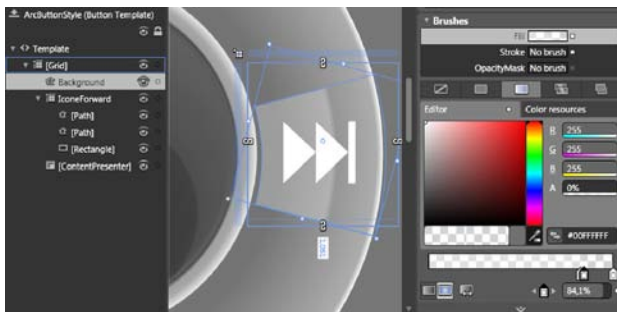 ArcButtonStyle (Button Template)
Template
[Grid]
Background
IconeForward
[Path]
[Path]
[Rectangle]
[ContentPresenter]
Brushes
Fill
Stroke No brush
OpacityMask No brush
Editor Color resources
R 255
G 255
B 255
A 0%
#00FFFFFF
84,1%